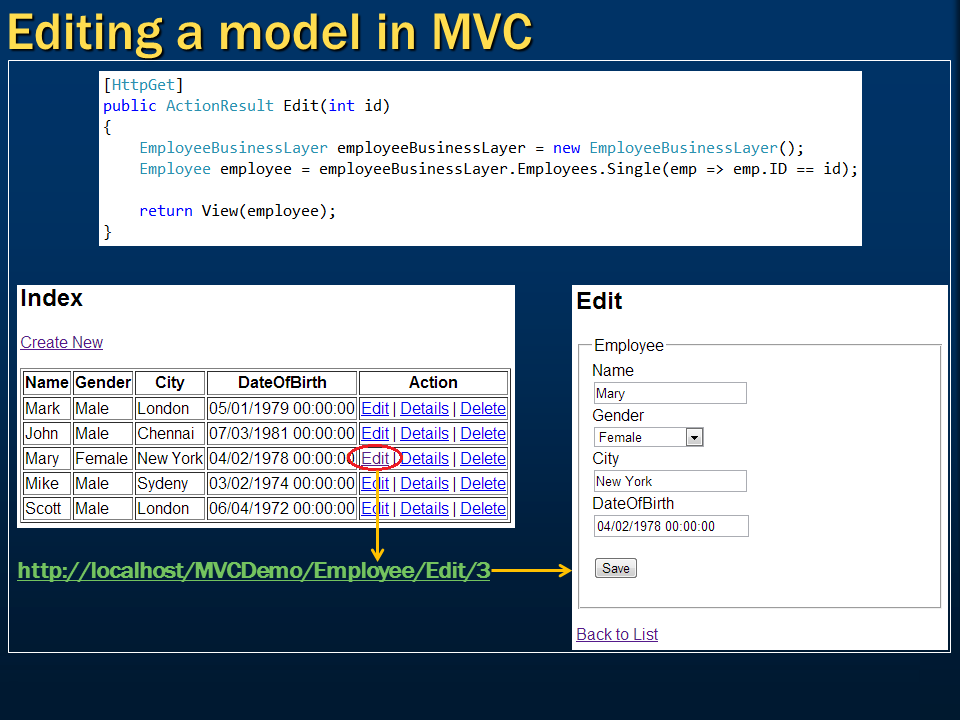 Editing a model in MVC
[HttpGet]
public ActionResult Edit(int id)
{
EmployeeBusinessLayer employeeBusinessLayer = new EmployeeBusinessLayer();
Employee employee = employeeBusinessLayer.Employees.Single(emp => emp.ID == id);
return View(employee);
}
Index
Create New
Name Gender City DateOfBirth Action
Mark Male London 05/01/1979 00:00:00 Edit | Details | Delete
John Male Chennai 07/03/1981 00:00:00 Edit | Details | Delete
Mary Female New York 04/02/1978 00:00:00 Edit | Details | Delete
Mike Male Sydeny 03/02/1974 00:00:00 Edit | Details | Delete
Scott Male London 06/04/1972 00:00:00 Edit | Details | Delete
http://localhost/MVCDemo/Employee/Edit/3
Edit
Employee
Name
Mary
Gender
Female
City
New York
DateOfBirth
04/02/1978 00:00:00
Save
Back to List